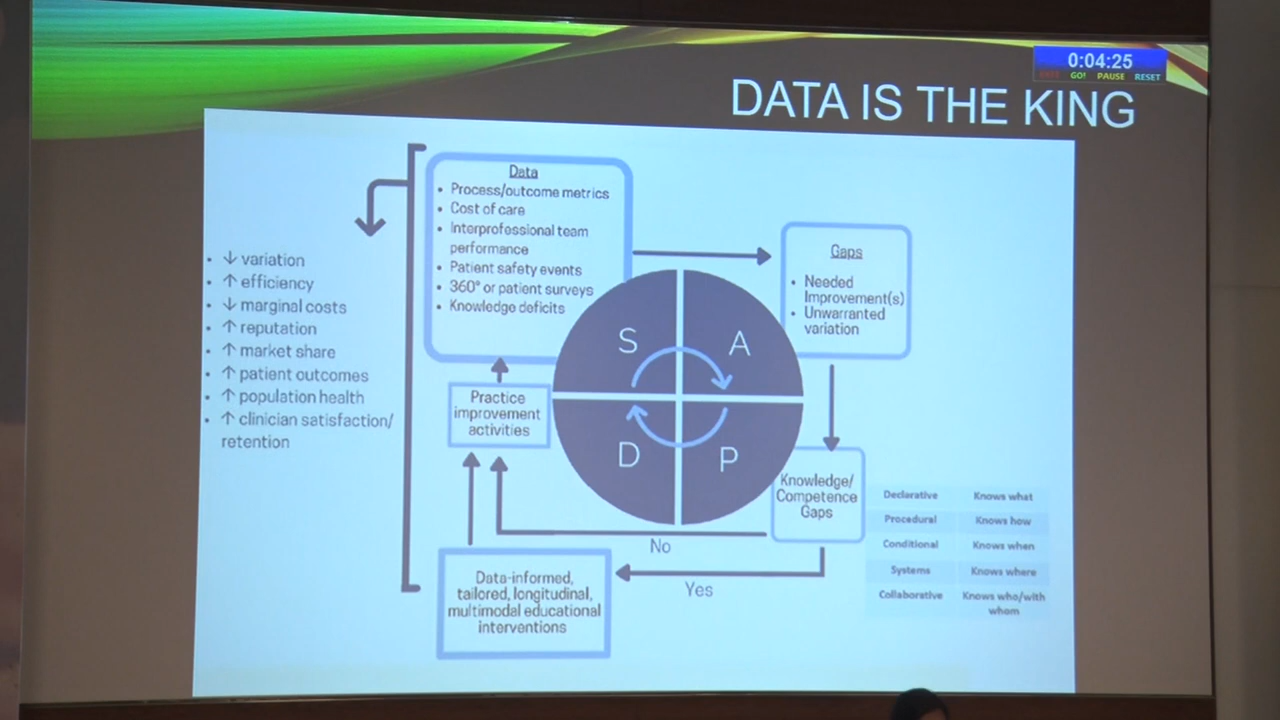 0:04:25
GO! PAUSE RESET
DATA IS THE KING
Data
• Process/outcome metrics
• Cost of care
• Interprofessional team
performance
• Patient safety events
• 360° or patient surveys
• Knowledge deficits
Gaps
• Needed
Improvement(s)
• Unwarranted
variation
• ↓ variation
• ↑ efficiency
• ↓ marginal costs
• ↑ reputation
• ↑ market share
• ↑ patient outcomes
• ↑ population health
• ↑ clinician satisfaction/
retention
S
A
D
P
Practice
improvement
activities
Knowledge/
Competence
Gaps
No
Yes
Data-informed,
tailored, longitudinal,
multimodal educational
interventions
Declarative Knows what
Procedural Knows how
Conditional Knows when
Systems Knows where
Collaborative Knows who/with
whom